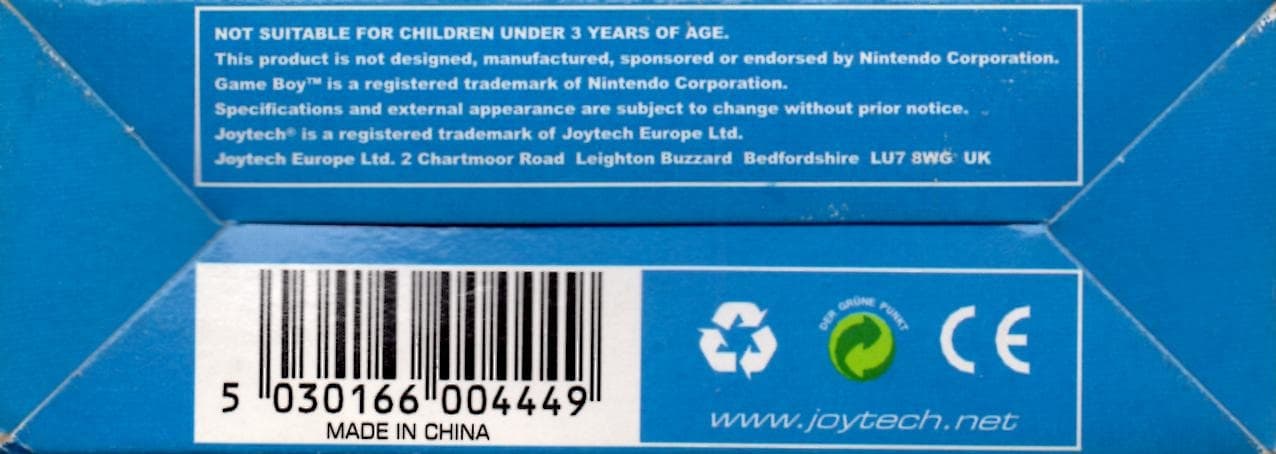 NOT SUITABLE FOR CHILDREN UNDER 3 YEARS OF AGE.
This product is not designed, manufactured, sponsored or endorsed by Nintendo Corporation.
Game Boy™ is a registered trademark of Nintendo Corporation.
Specifications and external appearance are subject to change without prior notice.
Joytech® is a registered trademark of Joytech Europe Ltd.
Joytech Europe Ltd. 2 Chartmoor Road Leighton Buzzard Bedfordshire LU7 8WG UK
5 030166 004449
MADE IN CHINA
DER GRÜNE PUNKT
CE
www.joytech.net